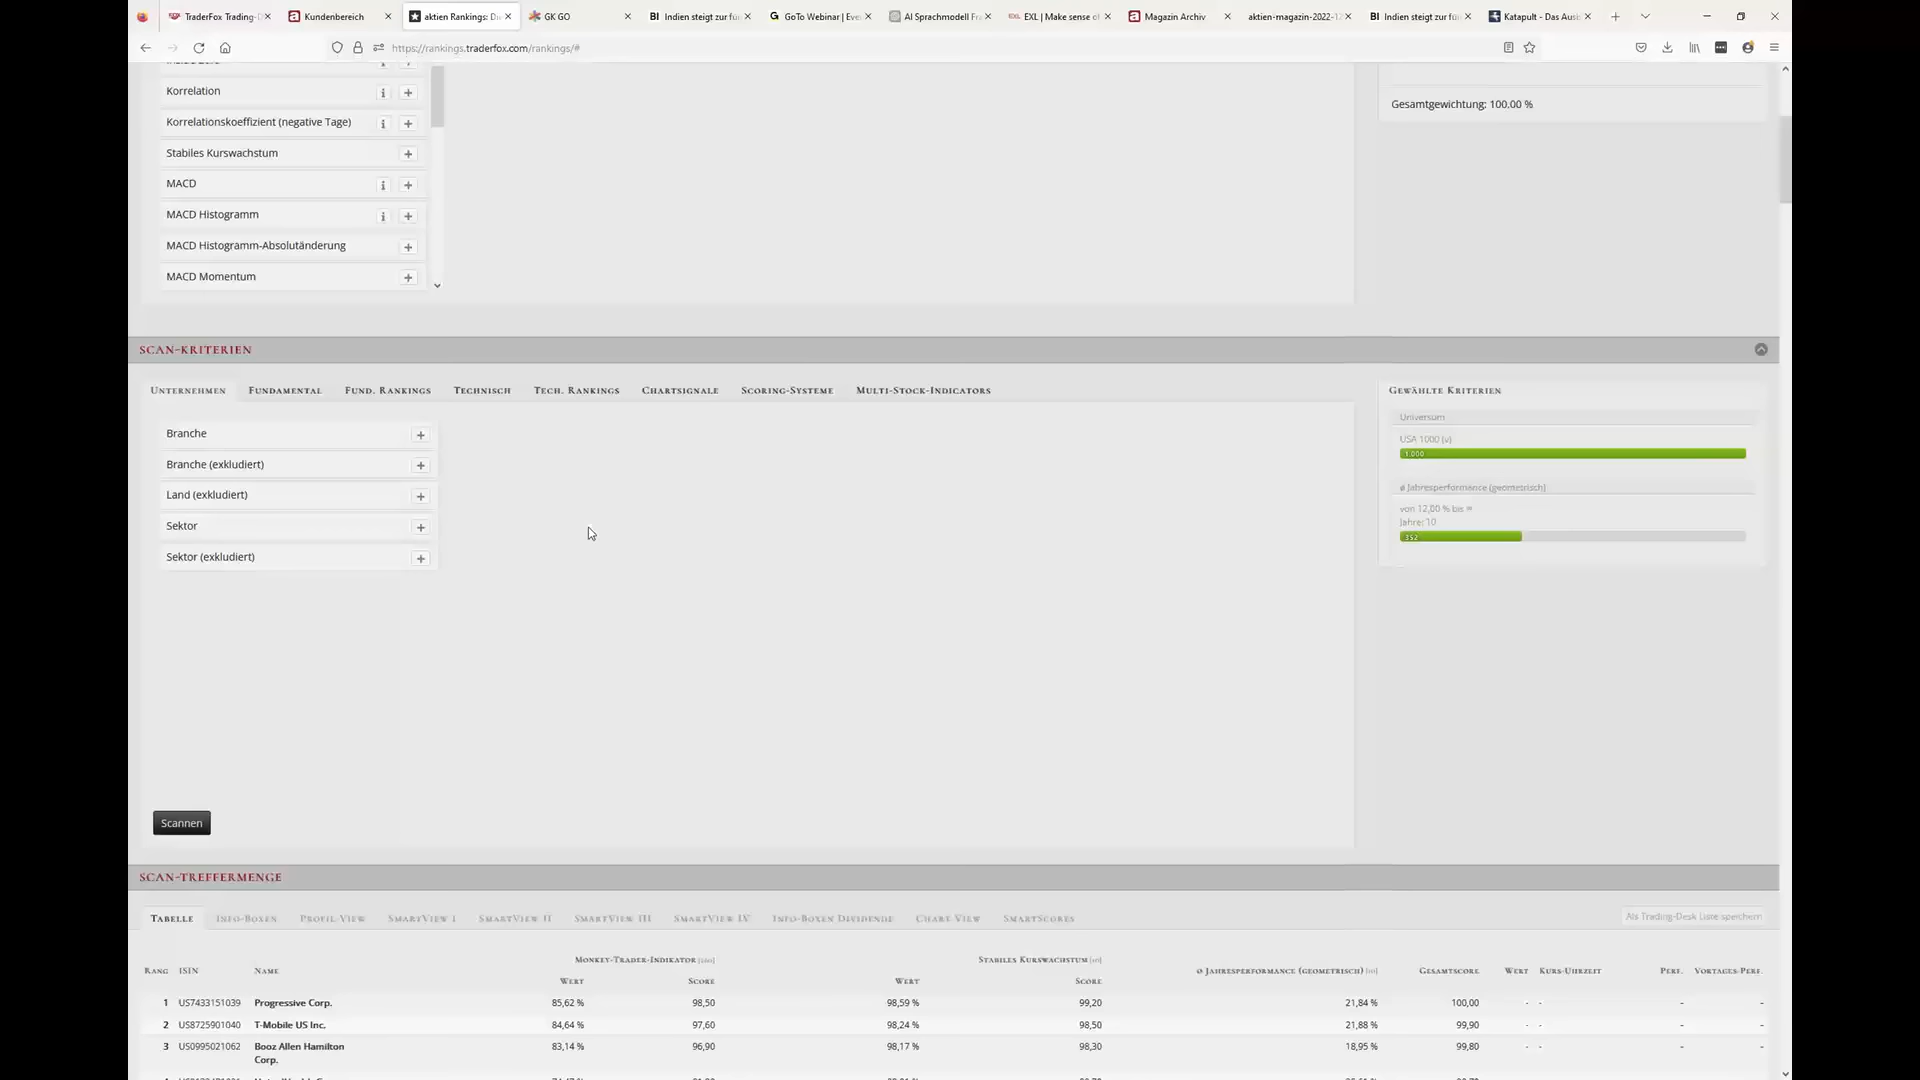 TraderFox Trading-D
Kundenbereich
aktien Rankings: Di
GK GO
Indien steigt zur fü
GoTo Webinar | Eve
AI Sprachmodell Fr
EXL | Make sense o
Magazin Archiv
aktien-magazin-2022-1
BI Indien steigt zur fü
Katapult - Das Aus
https://rankings.traderfox.com/rankings/#
Korrelation
Korrelationskoeffizient (negative Tage)
Stabiles Kurswachstum
MACD
MACD Histogramm
MACD Histogramm-Absolutänderung
MACD Momentum
Gesamtgewichtung: 100.00 %
SCAN-KRITERIEN
Unternehmen Fundamental Fund. Rankings Technisch Tech. Rankings Chartsignale Scoring-Systeme Multi-Stock-Indicators
Branche
Branche (exkludiert)
Land (exkludiert)
Sektor
Sektor (exkludiert)
Scannen
Gewählte Kriterien
Universum
USA 1000 (v)
1.000
ø Jahresperformance (geometrisch)
von 12,00 % bis ∞
Jahre: 10
352
SCAN-TREFFERMENGE
Tabelle Info-Boxen Profil View SmartView I SmartView II SmartView III SmartView IV Info-Boxen Dividende Chart View SmartScores
Als Trading-Desk Liste speichern
Rang ISIN Name Monkey-Trader-Indikator [260] Wert Score Stabiles Kurswachstum [10] Wert Score ø Jahresperformance (geometrisch) [10] Gesamtscore Wert Kurs-Uhrzeit Perf. Vortages-Perf.
1 US7433151039 Progressive Corp. 85,62 % 98,50 98,59 % 99,20 21,84 % 100,00 - - - -
2 US8725901040 T-Mobile US Inc. 84,64 % 97,60 98,24 % 98,50 21,88 % 99,90 - - - -
3 US0995021062 Booz Allen Hamilton Corp. 83,14 % 96,90 98,17 % 98,30 18,95 % 99,80 - - - -